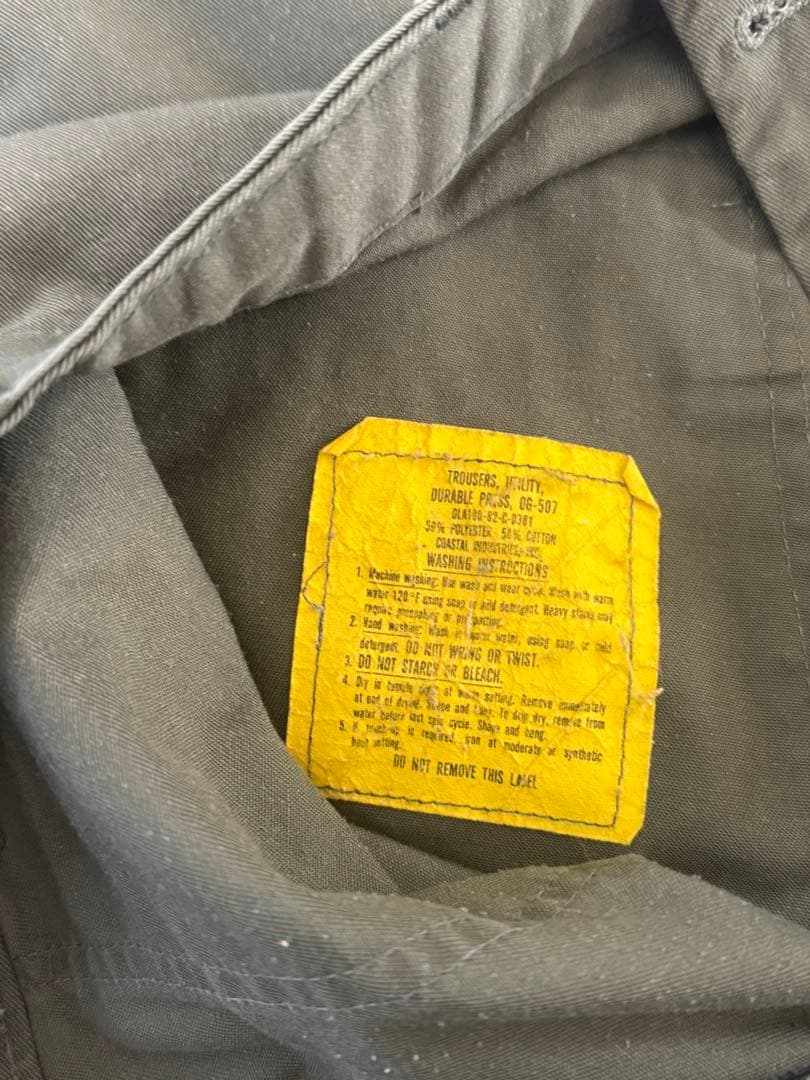 TROUSERS, UTILITY,
DURABLE PRESS, OG-507
DLA100-82-C-0381
50% POLYESTER 50% COTTON
COASTAL INDUSTRIES, INC.
WASHING INSTRUCTIONS
1. Machine washing: Use wash and wear cycle. Wash with warm
water 120°F using soap or mild detergent. Heavy stains may
require presoaking or prespotting.
2. Hand washing: Wash in warm water, using soap or mild
detergent. DO NOT WRING OR TWIST.
3. DO NOT STARCH OR BLEACH.
4. Dry in tumble dryer at warm setting. Remove immediately
at end of drying. Shape and Dry. To drip dry, remove from
water before last spin cycle. Shape and hang.
5. If touch-up is required, iron at moderate or synthetic
heat setting.
DO NOT REMOVE THIS LABEL